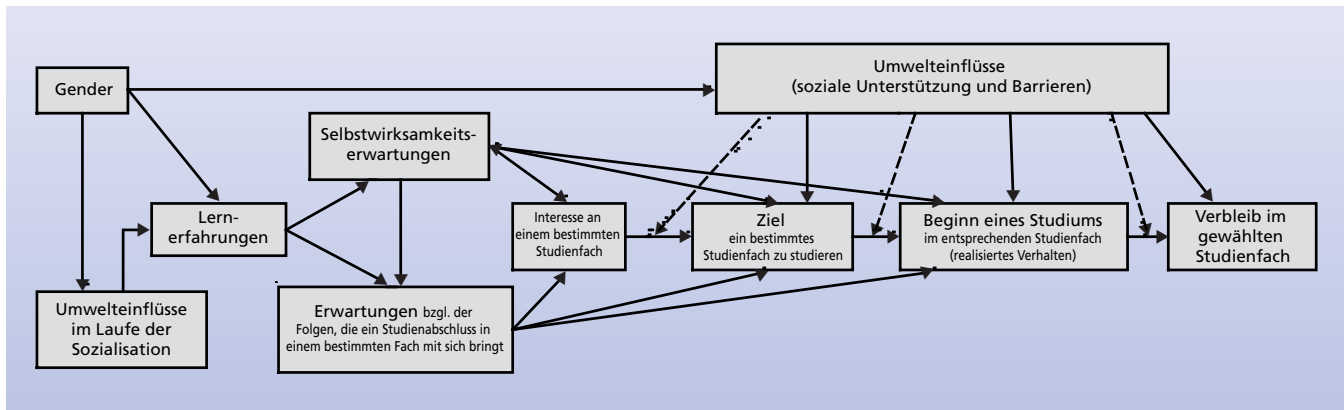 Gender
Umwelteinflüsse
(soziale Unterstützung und Barrieren)
Selbstwirksamkeits-
erwartungen
Lern-
erfahrungen
Interesse an
einem bestimmten
Studienfach
Ziel
ein bestimmtes
Studienfach zu studieren
Beginn eines Studiums
im entsprechenden Studienfach
(realisiertes Verhalten)
Verbleib im
gewählten
Studienfach
Umwelteinflüsse
im Laufe der
Sozialisation
Erwartungen bzgl. der
Folgen, die ein Studienabschluss in
einem bestimmten Fach mit sich bringt